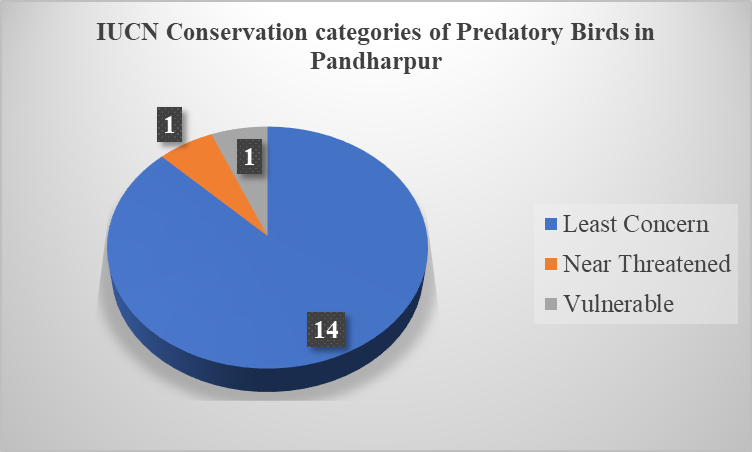 IUCN Conservation categories of Predatory Birds in
Pandharpur
1
1
14
Least Concern
Near Threatened
Vulnerable